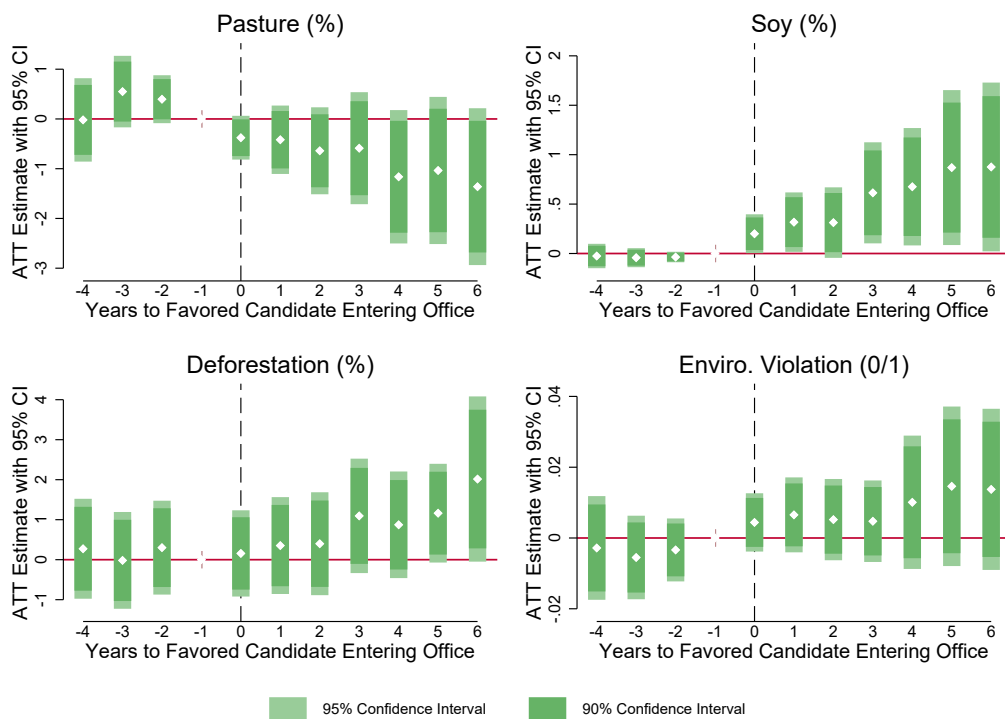 Pasture (%)
ATT Estimate with 95% CI
1
0
-1
-2
-3
-4 -3 -2 -1 0 1 2 3 4 5 6
Years to Favored Candidate Entering Office
Soy (%)
ATT Estimate with 95% CI
2
1.5
1
.5
0
-4 -3 -2 -1 0 1 2 3 4 5 6
Years to Favored Candidate Entering Office
Deforestation (%)
ATT Estimate with 95% CI
4
3
2
1
0
-1
-4 -3 -2 -1 0 1 2 3 4 5 6
Years to Favored Candidate Entering Office
Enviro. Violation (0/1)
ATT Estimate with 95% CI
.04
.02
0
-.02
-4 -3 -2 -1 0 1 2 3 4 5 6
Years to Favored Candidate Entering Office
95% Confidence Interval
90% Confidence Interval